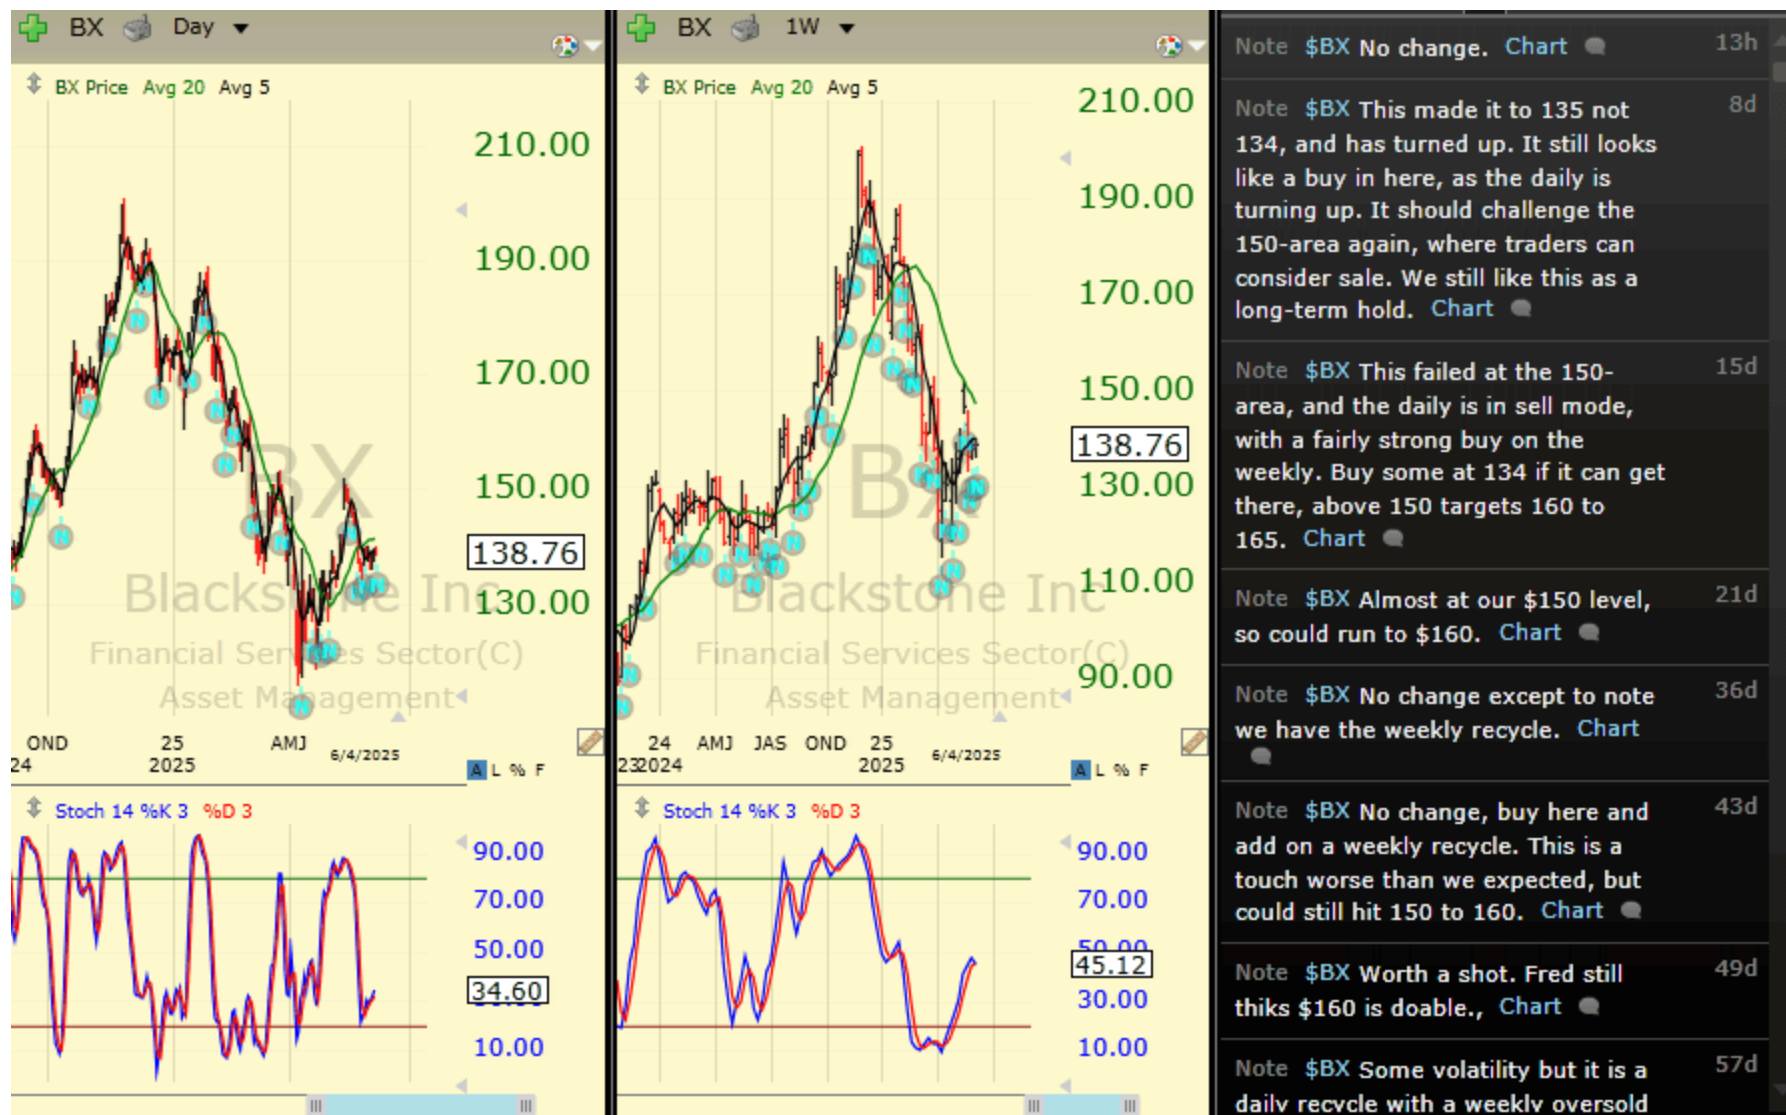 BX Day
BX Price Avg 20 Avg 5
210.00
190.00
170.00
150.00
138.76
130.00
BX
Blackstone Inc
Financial Services Sector(C)
Asset Management
OND 25 AMJ 6/4/2025
24 2025
A L % F
Stoch 14 %K 3 %D 3
90.00
70.00
50.00
34.60
10.00
BX 1W
BX Price Avg 20 Avg 5
210.00
190.00
170.00
150.00
138.76
130.00
110.00
90.00
BX
Blackstone Inc
Financial Services Sector(C)
Asset Management
24 AMJ JAS OND 25 6/4/2025
23 2024 2025
A L % F
Stoch 14 %K 3 %D 3
90.00
70.00
50.00
45.12
30.00
10.00
Note $BX No change. Chart 13h
Note $BX This made it to 135 not 8d
134, and has turned up. It still looks
like a buy in here, as the daily is
turning up. It should challenge the
150-area again, where traders can
consider sale. We still like this as a
long-term hold. Chart
Note $BX This failed at the 150- 15d
area, and the daily is in sell mode,
with a fairly strong buy on the
weekly. Buy some at 134 if it can get
there, above 150 targets 160 to
165. Chart
Note $BX Almost at our $150 level, 21d
so could run to $160. Chart
Note $BX No change except to note 36d
we have the weekly recycle. Chart
Note $BX No change, buy here and 43d
add on a weekly recycle. This is a
touch worse than we expected, but
could still hit 150 to 160. Chart
Note $BX Worth a shot. Fred still 49d
thiks $160 is doable., Chart
Note $BX Some volatility but it is a 57d
daily recycle with a weekly oversold